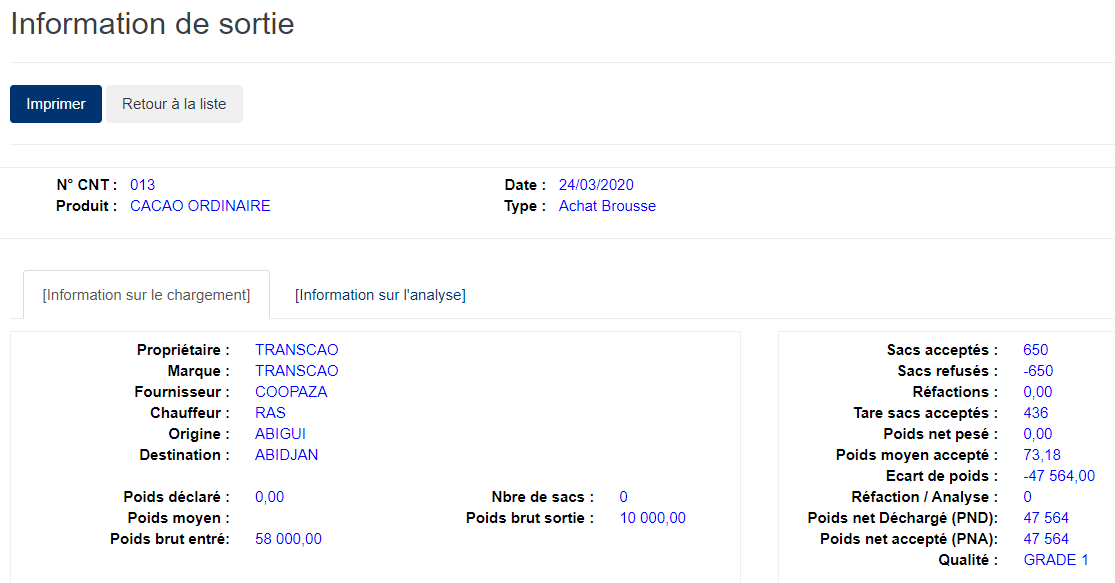 Information de sortie
Imprimer Retour à la liste
N° CNT : 013 Date : 24/03/2020
Produit : CACAO ORDINAIRE Type : Achat Brousse
[Information sur le chargement] [Information sur l'analyse]
Propriétaire : TRANSCAO
Marque : TRANSCAO
Fournisseur : COOPAZA
Chauffeur : RAS
Origine : ABIGUI
Destination : ABIDJAN
Poids déclaré : 0,00 Nbre de sacs : 0
Poids moyen : Poids brut sortie : 10 000,00
Poids brut entré: 58 000,00
Sacs acceptés : 650
Sacs refusés : -650
Réfactions : 0,00
Tare sacs acceptés : 436
Poids net pesé : 0,00
Poids moyen accepté : 73,18
Ecart de poids : -47 564,00
Réfaction / Analyse : 0
Poids net Déchargé (PND): 47 564
Poids net accepté (PNA): 47 564
Qualité : GRADE 1